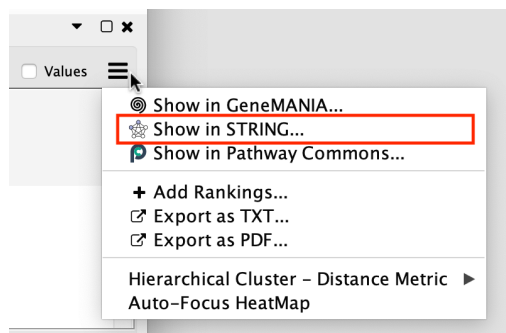 Values
Show in GeneMANIA...
Show in STRING...
Show in Pathway Commons...
Add Rankings...
Export as TXT...
Export as PDF...
Hierarchical Cluster – Distance Metric
Auto-Focus HeatMap